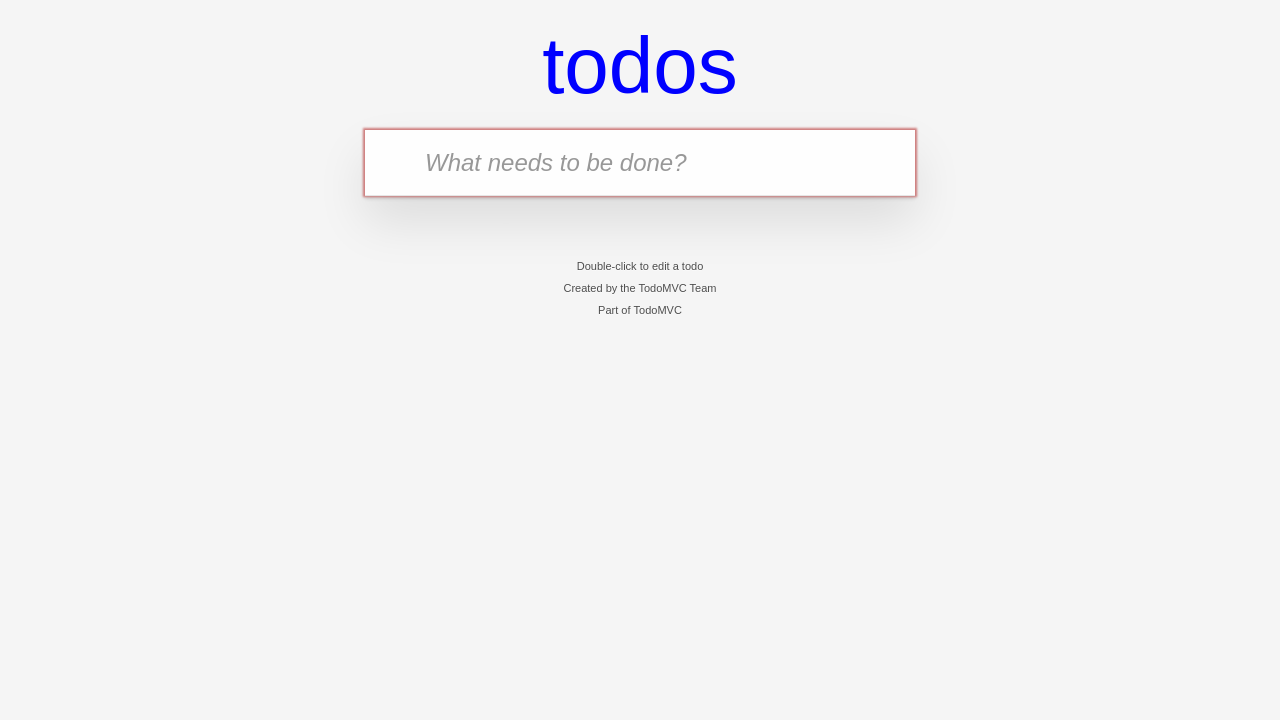 todos
What needs to be done?
Double-click to edit a todo
Created by the TodoMVC Team
Part of TodoMVC